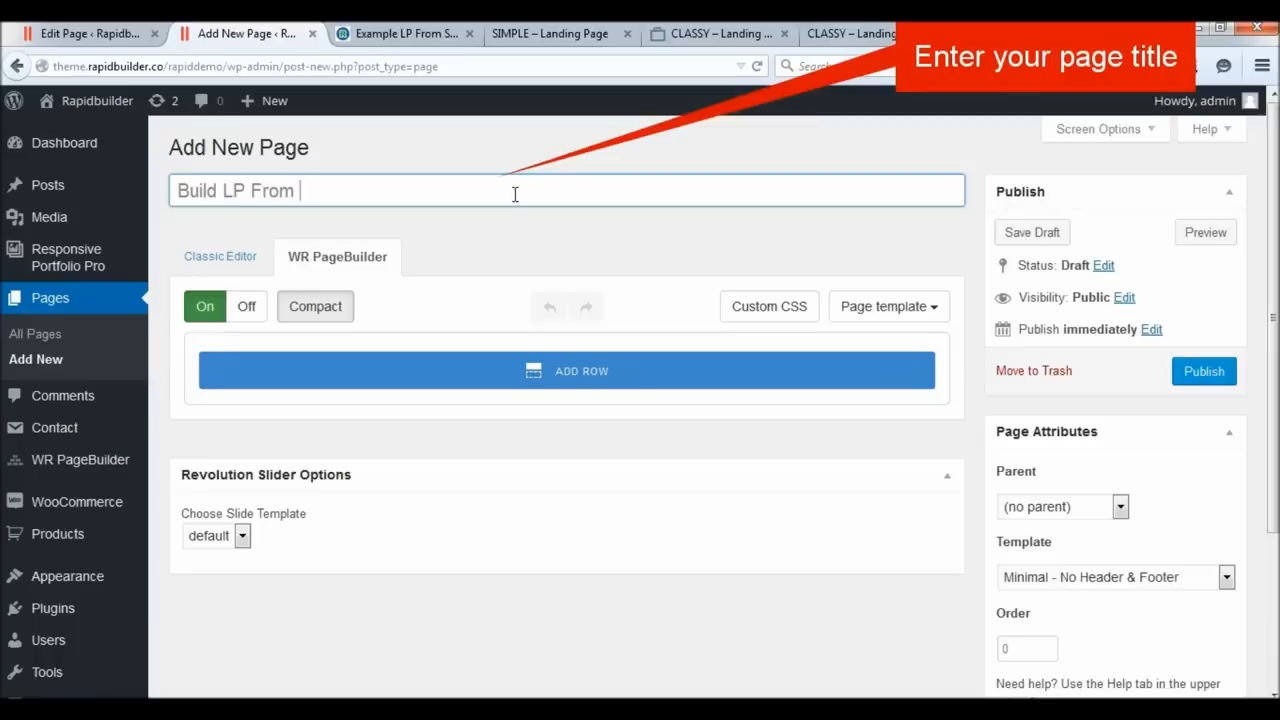 Edit Page ‹ Rapidb...
Add New Page ‹ R...
Example LP From S...
SIMPLE – Landing Page
CLASSY – Landing ...
CLASSY – Landing
Enter your page title
theme.rapidbuilder.co/rapiddemo/wp-admin/post-new.php?post_type=page
Search
Rapidbuilder
2
0
New
Howdy, admin
Screen Options
Help
Dashboard
Posts
Media
Responsive
Portfolio Pro
Pages
All Pages
Add New
Comments
Contact
WR PageBuilder
WooCommerce
Products
Appearance
Plugins
Users
Tools
Add New Page
Build LP From
Classic Editor
WR PageBuilder
On
Off
Compact
Custom CSS
Page template
ADD ROW
Revolution Slider Options
Choose Slide Template
default
Publish
Save Draft
Preview
Status: Draft Edit
Visibility: Public Edit
Publish immediately Edit
Move to Trash
Publish
Page Attributes
Parent
(no parent)
Template
Minimal - No Header & Footer
Order
0
Need help? Use the Help tab in the upper